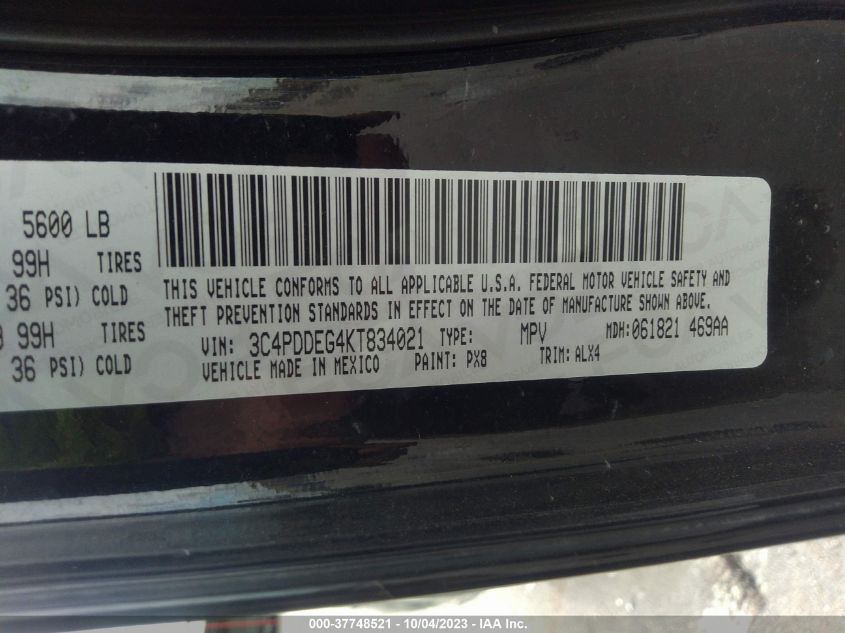 5600 LB
99H TIRES
36 PSI) COLD
99H TIRES
36 PSI) COLD
THIS VEHICLE CONFORMS TO ALL APPLICABLE U.S.A. FEDERAL MOTOR VEHICLE SAFETY AND
THEFT PREVENTION STANDARDS IN EFFECT ON THE DATE OF MANUFACTURE SHOWN ABOVE.
VIN: 3C4PDDEG4KT834021 TYPE: MPV MDH:061821 469AA
VEHICLE MADE IN MEXICO PAINT: PX8 TRIM:ALX4
000-37748521 - 10/04/2023 - IAA Inc.